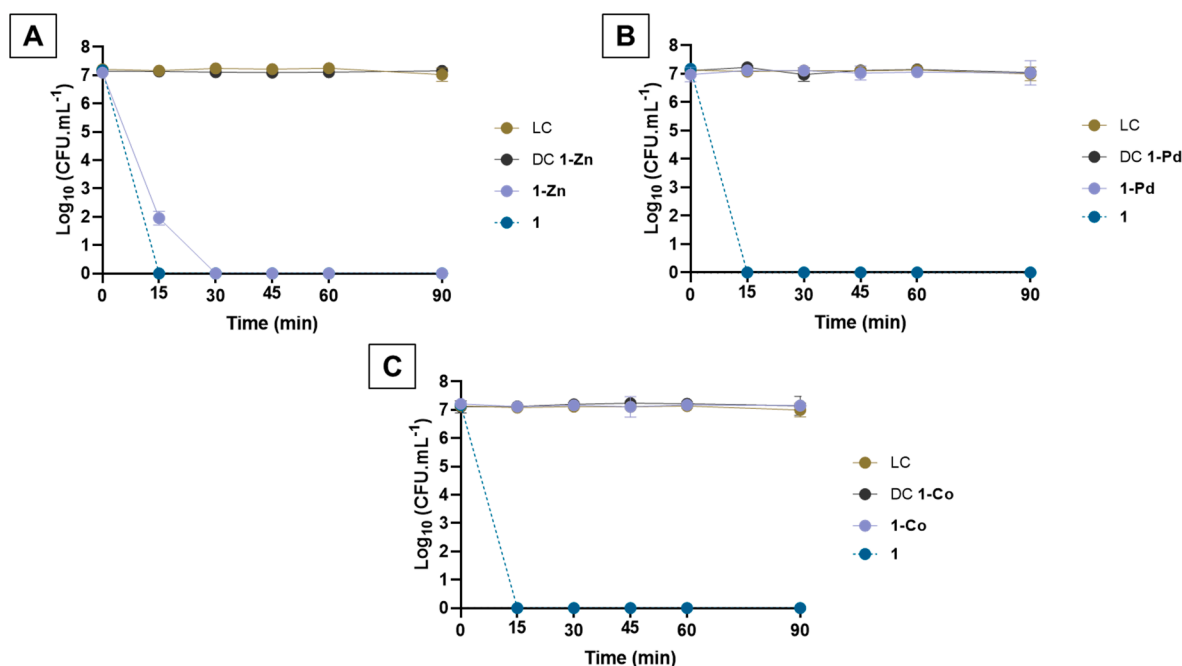 A
8
7
6
5
4
3
2
1
0
Log₁₀ (CFU.mL⁻¹)
0 15 30 45 60 90
Time (min)
LC
DC 1-Zn
1-Zn
1
B
8
7
6
5
4
3
2
1
0
Log₁₀ (CFU.mL⁻¹)
0 15 30 45 60 90
Time (min)
LC
DC 1-Pd
1-Pd
1
C
8
7
6
5
4
3
2
1
0
Log₁₀ (CFU.mL⁻¹)
0 15 30 45 60 90
Time (min)
LC
DC 1-Co
1-Co
1